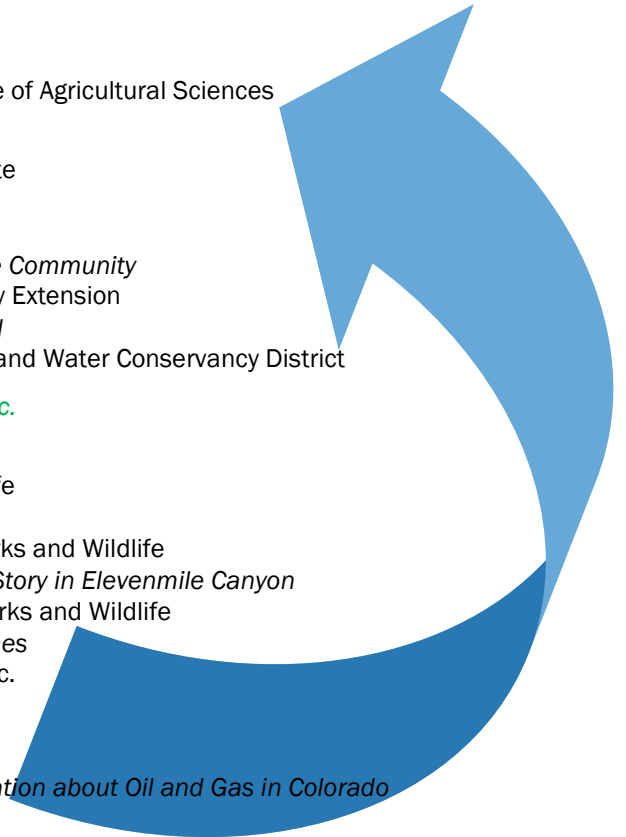 e of Agricultural Sciences
te
e Community
y Extension
l
and Water Conservancy District
c.
fe
ks and Wildlife
Story in Elevenmile Canyon
rks and Wildlife
es
c.
ation about Oil and Gas in Colorado